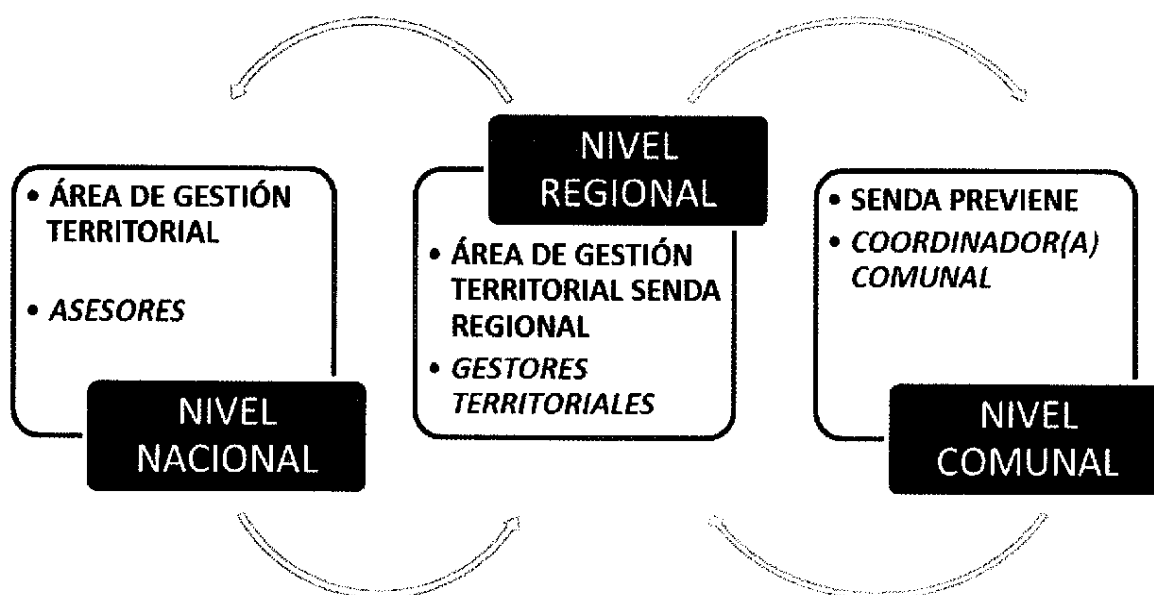 • ÁREA DE GESTIÓN
TERRITORIAL
• ASESORES
NIVEL
NACIONAL
NIVEL
REGIONAL
• ÁREA DE GESTIÓN
TERRITORIAL SENDA
REGIONAL
• GESTORES
TERRITORIALES
• SENDA PREVIENE
• COORDINADOR(A)
COMUNAL
NIVEL
COMUNAL